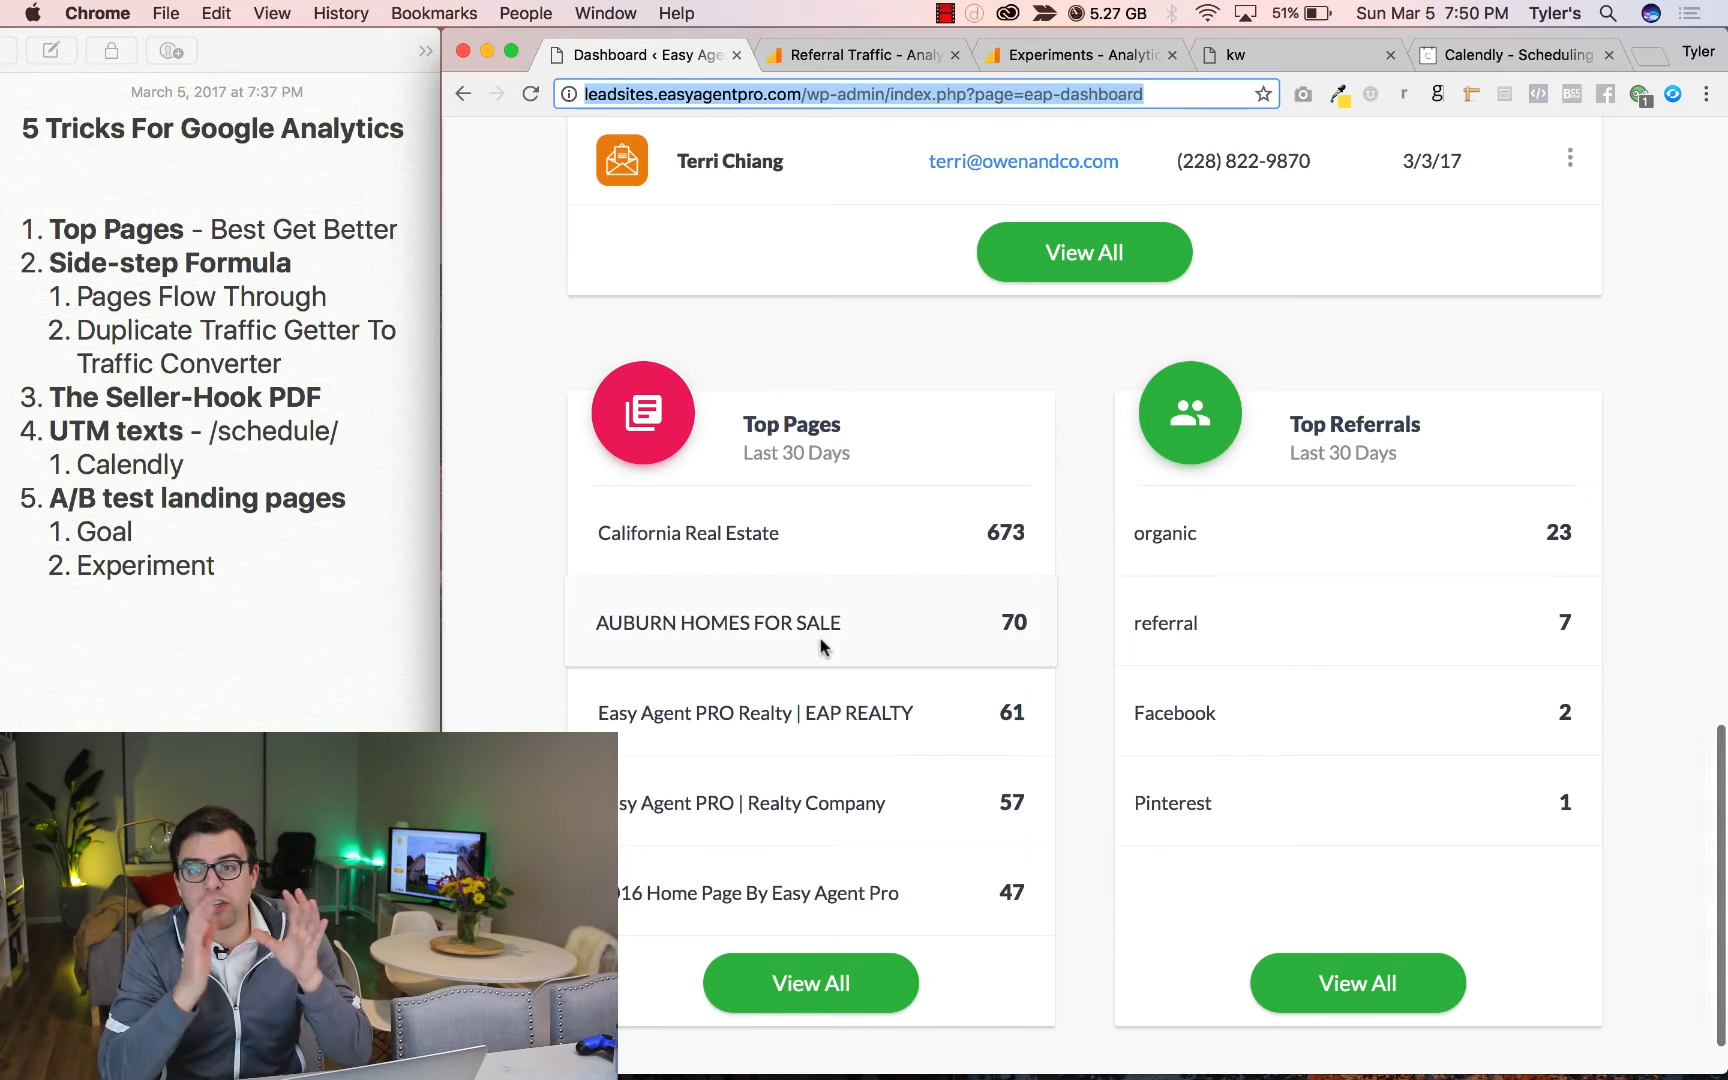 Chrome File Edit View History Bookmarks People Window Help 5.27 GB 51% Sun Mar 5 7:50 PM Tyler's
Dashboard ‹ Easy Age
Referral Traffic - Analy
Experiments - Analytic
kw
Calendly - Scheduling
Tyler
leadsites.easyagentpro.com/wp-admin/index.php?page=eap-dashboard
March 5, 2017 at 7:37 PM
5 Tricks For Google Analytics
1. Top Pages - Best Get Better
2. Side-step Formula
1. Pages Flow Through
2. Duplicate Traffic Getter To
Traffic Converter
3. The Seller-Hook PDF
4. UTM texts - /schedule/
1. Calendly
5. A/B test landing pages
1. Goal
2. Experiment
Terri Chiang terri@owenandco.com (228) 822-9870 3/3/17
View All
Top Pages
Last 30 Days
California Real Estate 673
AUBURN HOMES FOR SALE 70
Easy Agent PRO Realty | EAP REALTY 61
sy Agent PRO | Realty Company 57
16 Home Page By Easy Agent Pro 47
View All
Top Referrals
Last 30 Days
organic 23
referral 7
Facebook 2
Pinterest 1
View All